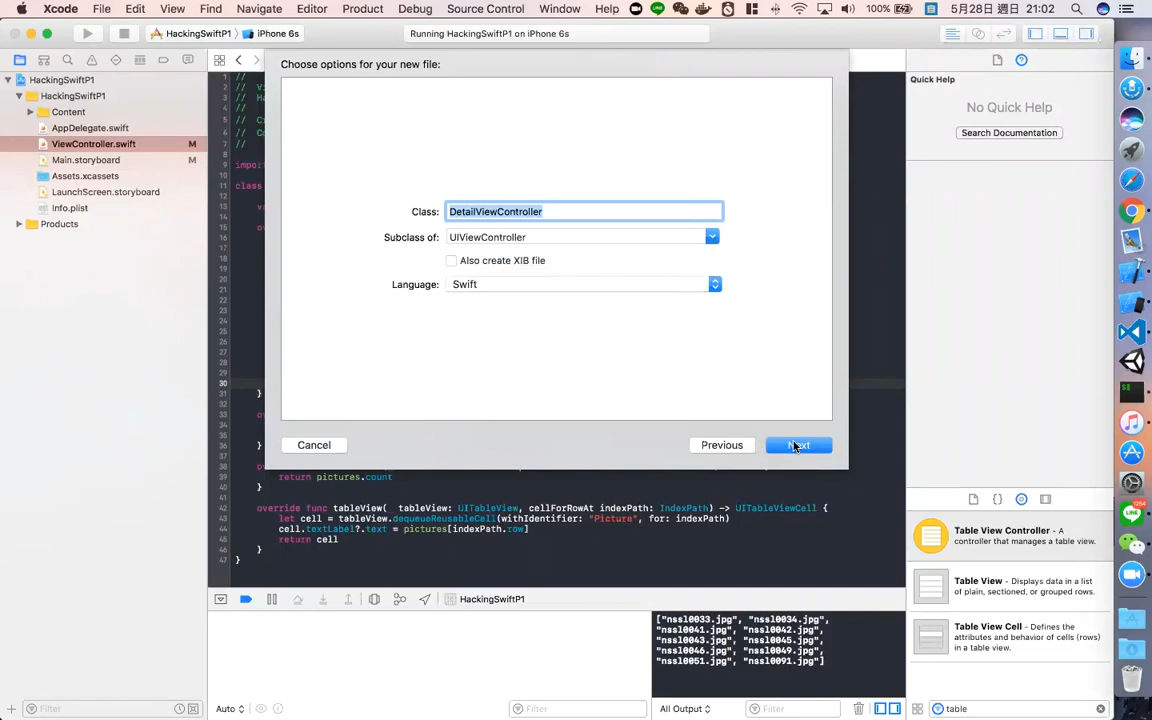 Xcode File Edit View Find Navigate Editor Product Debug Source Control Window Help 100% 5月28日 週日 21:02
HackingSwiftP1 iPhone 6s Running HackingSwiftP1 on iPhone 6s
Choose options for your new file:
HackingSwiftP1
HackingSwiftP1
Content
AppDelegate.swift
ViewController.swift M
Main.storyboard M
Assets.xcassets
LaunchScreen.storyboard
Info.plist
Products
Class: DetailViewController
Subclass of: UIViewController
Also create XIB file
Language: Swift
Cancel Previous Next
Quick Help
No Quick Help
Search Documentation
return pictures.count
}
override func tableView(_ tableView: UITableView, cellForRowAt indexPath: IndexPath) -> UITableViewCell {
let cell = tableView.dequeueReusableCell(withIdentifier: "Picture", for: indexPath)
cell.textLabel?.text = pictures[indexPath.row]
return cell
}
}
HackingSwiftP1
["nssl0033.jpg", "nssl0034.jpg",
"nssl0041.jpg", "nssl0042.jpg",
"nssl0043.jpg", "nssl0045.jpg",
"nssl0046.jpg", "nssl0049.jpg",
"nssl0051.jpg", "nssl0091.jpg"]
Table View Controller - A
controller that manages a table view.
Table View - Displays data in a list
of plain, sectioned, or grouped rows.
Table View Cell - Defines the
attributes and behavior of cells (rows)
in a table view.
Filter Auto Filter All Output Filter table